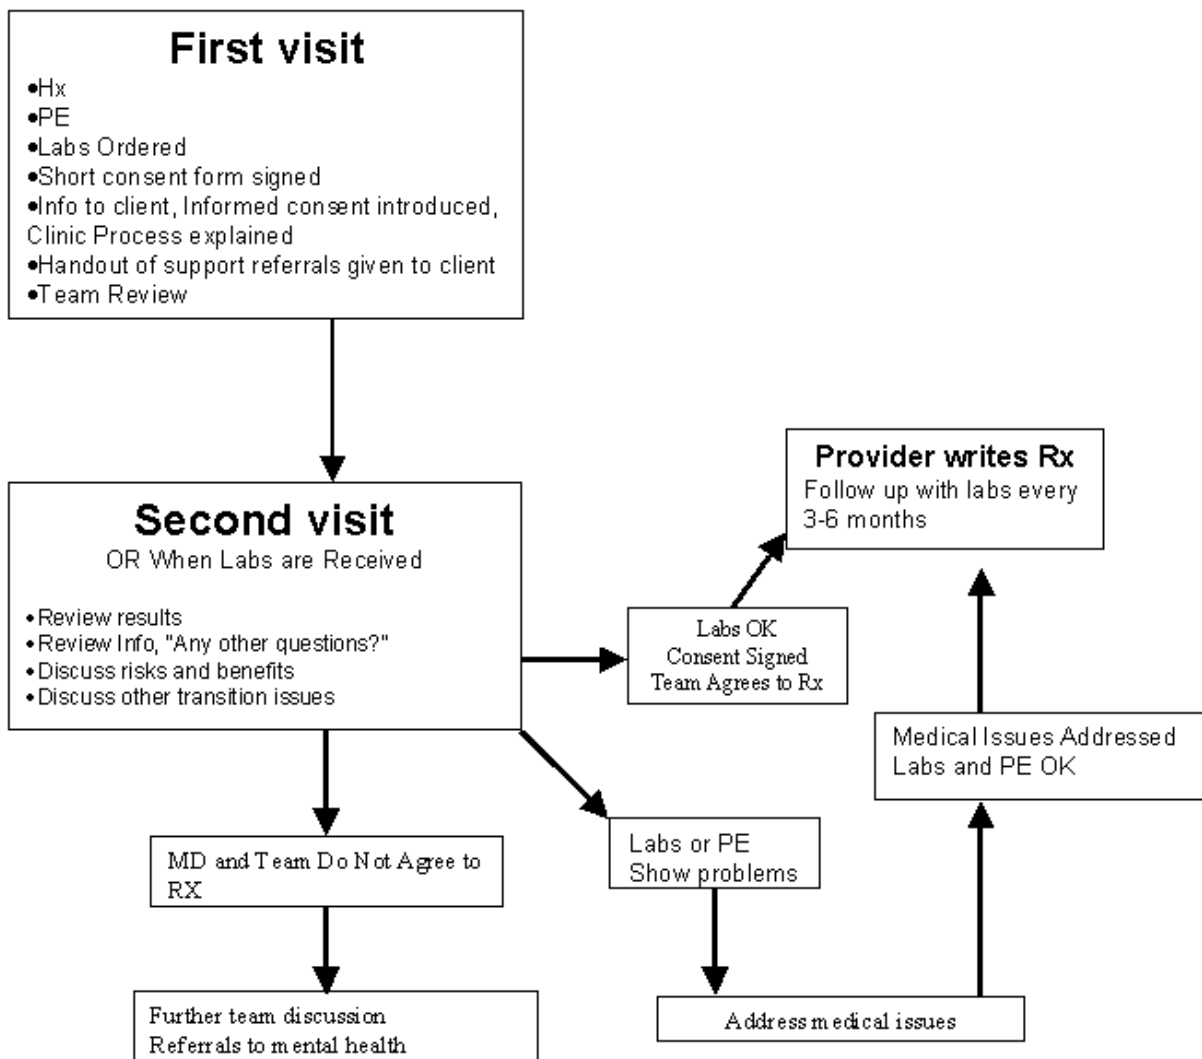 First visit
•Hx
•PE
•Labs Ordered
•Short consent form signed
•Info to client, Informed consent introduced,
Clinic Process explained
•Handout of support referrals given to client
•Team Review
Second visit
OR When Labs are Received
•Review results
•Review Info, "Any other questions?"
•Discuss risks and benefits
•Discuss other transition issues
Provider writes Rx
Follow up with labs every
3-6 months
Labs OK
Consent Signed
Team Agrees to Rx
Medical Issues Addressed
Labs and PE OK
MD and Team Do Not Agree to
RX
Labs or PE
Show problems
Further team discussion
Referrals to mental health
Address medical issues